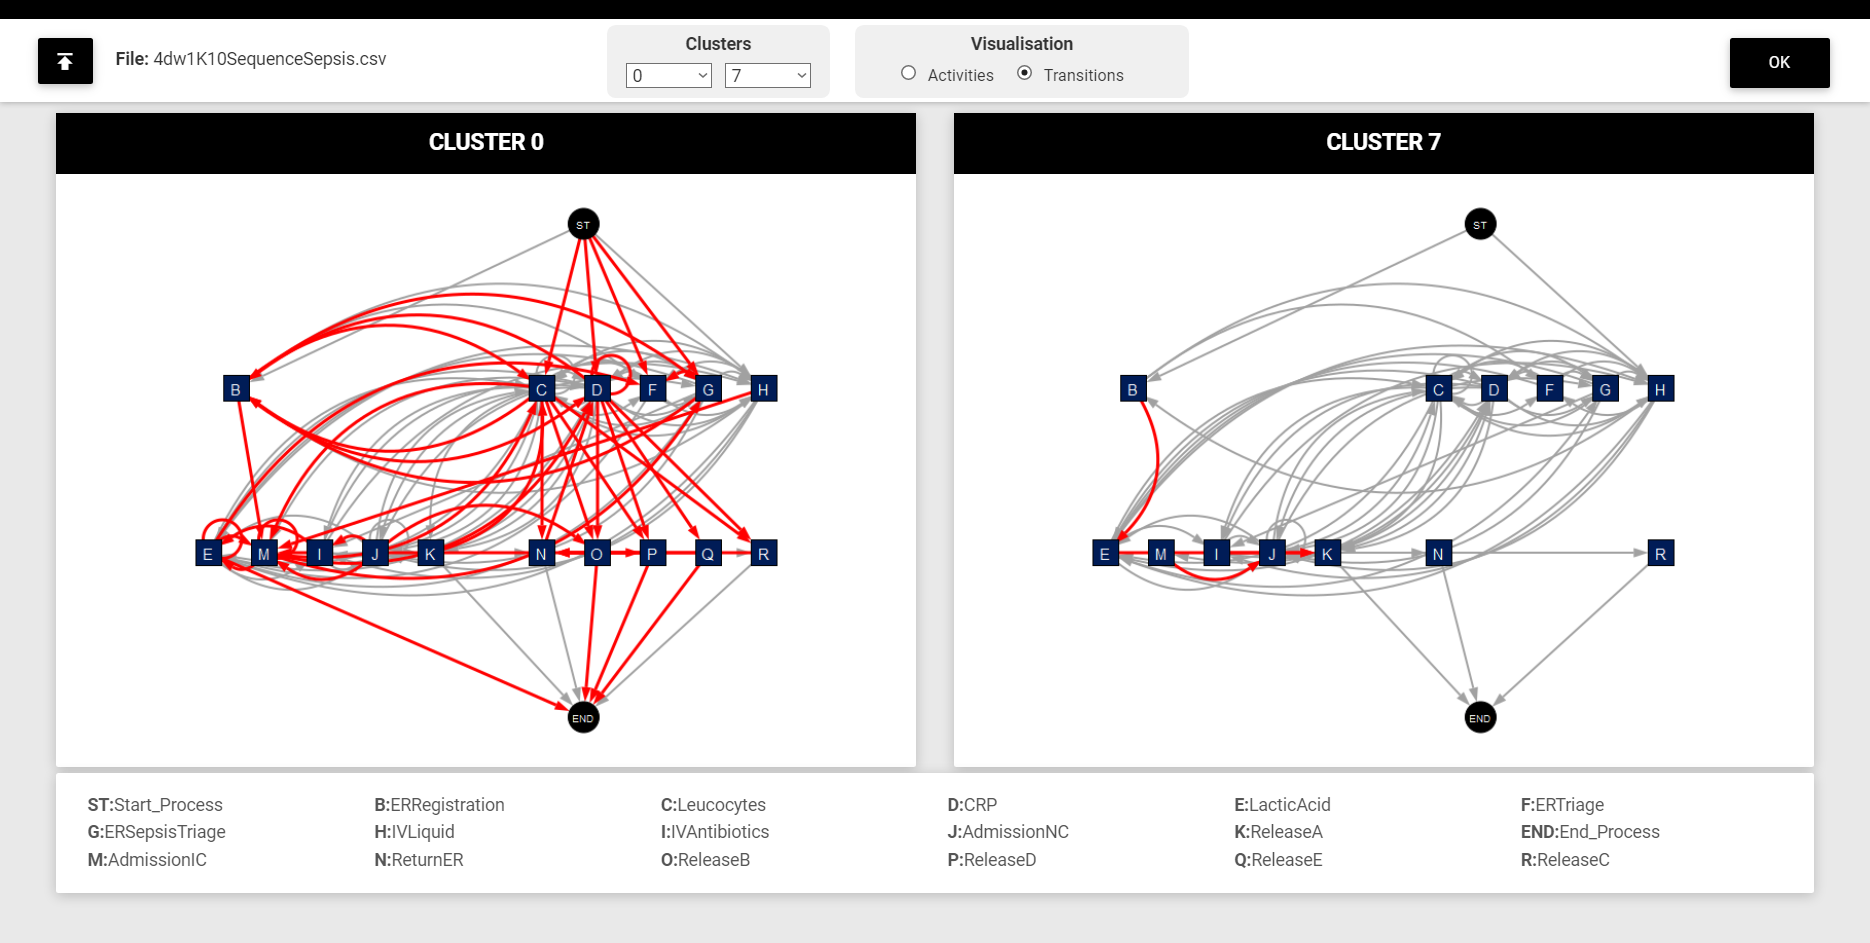 File: 4dw1K10SequenceSepsis.csv
Clusters
0 7
Visualisation
Activities Transitions
OK
CLUSTER 0
ST
B C D F G H
E M I J K N O P Q R
END
CLUSTER 7
ST
B C D F G H
E M I J K N R
END
ST:Start_Process B:ERRegistration C:Leucocytes D:CRP E:LacticAcid F:ERTriage
G:ERSepsisTriage H:IVLiquid I:IVAntibiotics J:AdmissionNC K:ReleaseA END:End_Process
M:AdmissionIC N:ReturnER O:ReleaseB P:ReleaseD Q:ReleaseE R:ReleaseC